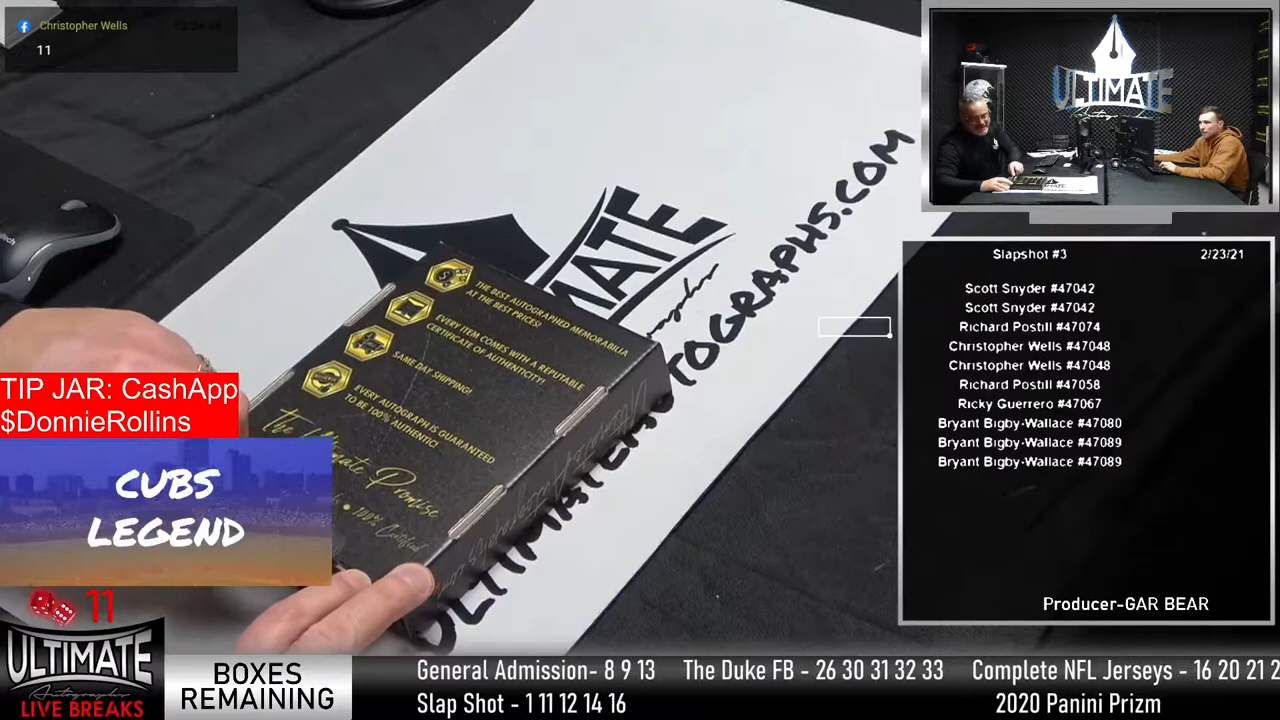 Christopher Wells
11
ULTIMATE
Slapshot #3 2/23/21
Scott Snyder #47042
Scott Snyder #47042
Richard Postill #47074
Christopher Wells #47048
Christopher Wells #47048
Richard Postill #47058
Ricky Guerrero #47067
Bryant Bigby-Wallace #47080
Bryant Bigby-Wallace #47089
Bryant Bigby-Wallace #47089
Producer-GAR BEAR
THE BEST AUTOGRAPHED MEMORABILIA
AT THE BEST PRICES!
EVERY ITEM COMES WITH A REPUTABLE
CERTIFICATE OF AUTHENTICITY!
SAME DAY SHIPPING!
EVERY AUTOGRAPH IS GUARANTEED
TO BE 100% AUTHENTIC!
The Ultimate Promise
100% Certified
TIP JAR: CashApp
$DonnieRollins
CUBS
LEGEND
11
ULTIMATE
Autographs
LIVE BREAKS
BOXES
REMAINING
General Admission- 8 9 13 The Duke FB - 26 30 31 32 33 Complete NFL Jerseys - 16 20 21 2
Slap Shot - 1 11 12 14 16 2020 Panini Prizm